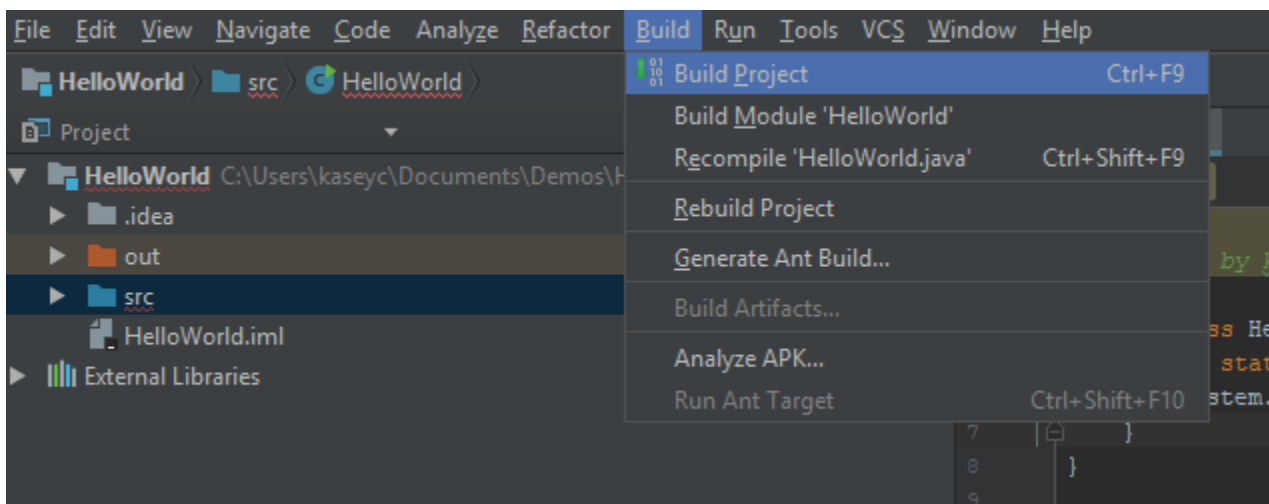 File Edit View Navigate Code Analyze Refactor Build Run Tools VCS Window Help
HelloWorld src HelloWorld
Project
HelloWorld C:\Users\kaseyc\Documents\Demos\
.idea
out
src
HelloWorld.iml
External Libraries
Build Project Ctrl+F9
Build Module 'HelloWorld'
Recompile 'HelloWorld.java' Ctrl+Shift+F9
Rebuild Project
Generate Ant Build...
Build Artifacts...
Analyze APK...
Run Ant Target Ctrl+Shift+F10
by
ss He
stat
stem.
7 }
8 }
9